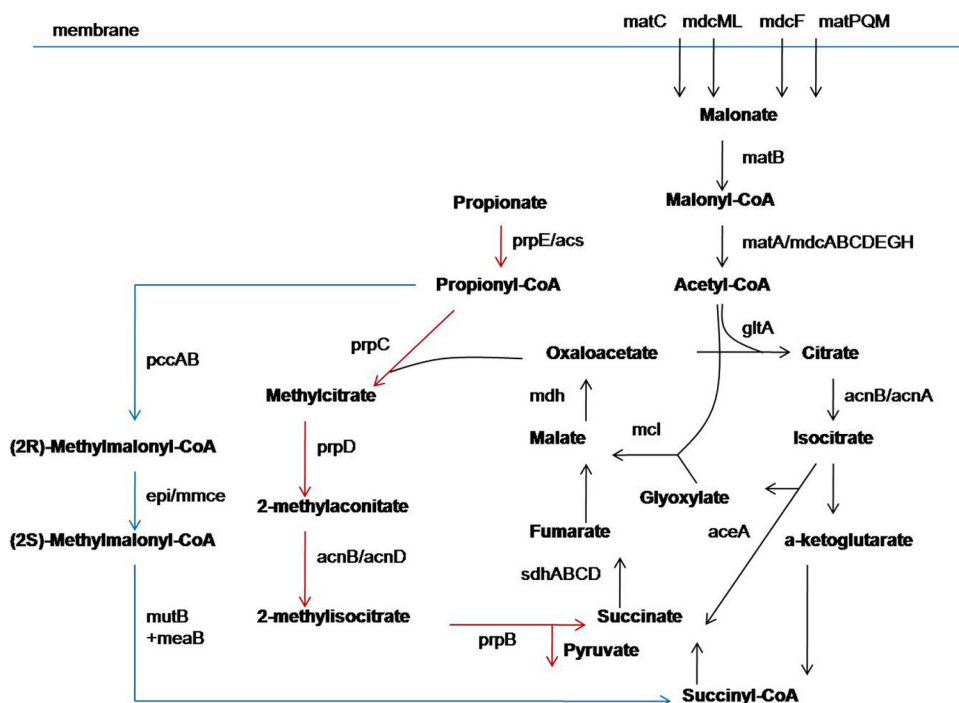 matC mdcML mdcF matPQM
membrane
Malonate
matB
Malonyl-CoA
Propionate
prpE/acs
matA/mdcABCDEGH
Propionyl-CoA
Acetyl-CoA
gltA
prpC
pccAB
Oxaloacetate
Citrate
mdh
acnB/acnA
Methylcitrate
mcl
(2R)-Methylmalonyl-CoA
prpD
Malate
Isocitrate
epi/mmce
2-methylaconitate
Glyoxylate
(2S)-Methylmalonyl-CoA
Fumarate
aceA
a-ketoglutarate
acnB/acnD
sdhABCD
mutB
+meaB
2-methylisocitrate
Succinate
prpB
Pyruvate
Succinyl-CoA